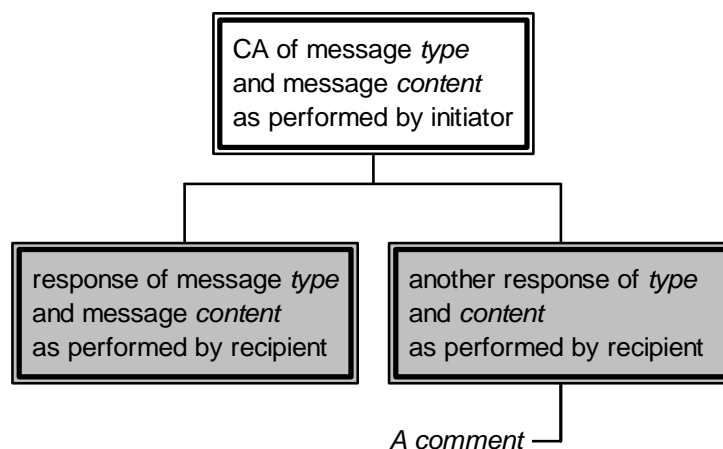 CA of message type
and message content
as performed by initiator
response of message type
and message content
as performed by recipient
another response of type
and content
as performed by recipient
A comment